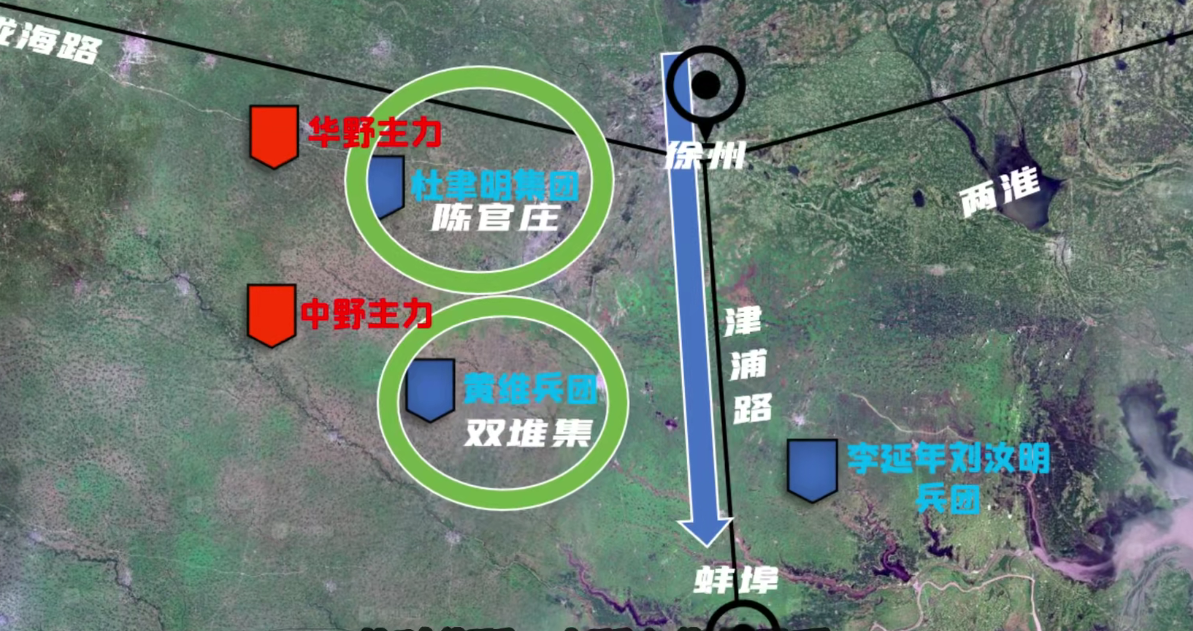 陇海路
华野主力
杜聿明集团
陈官庄
徐州
两淮
中野主力
黄维兵团
双堆集
津浦路
李延年刘汝明
兵团
蚌埠